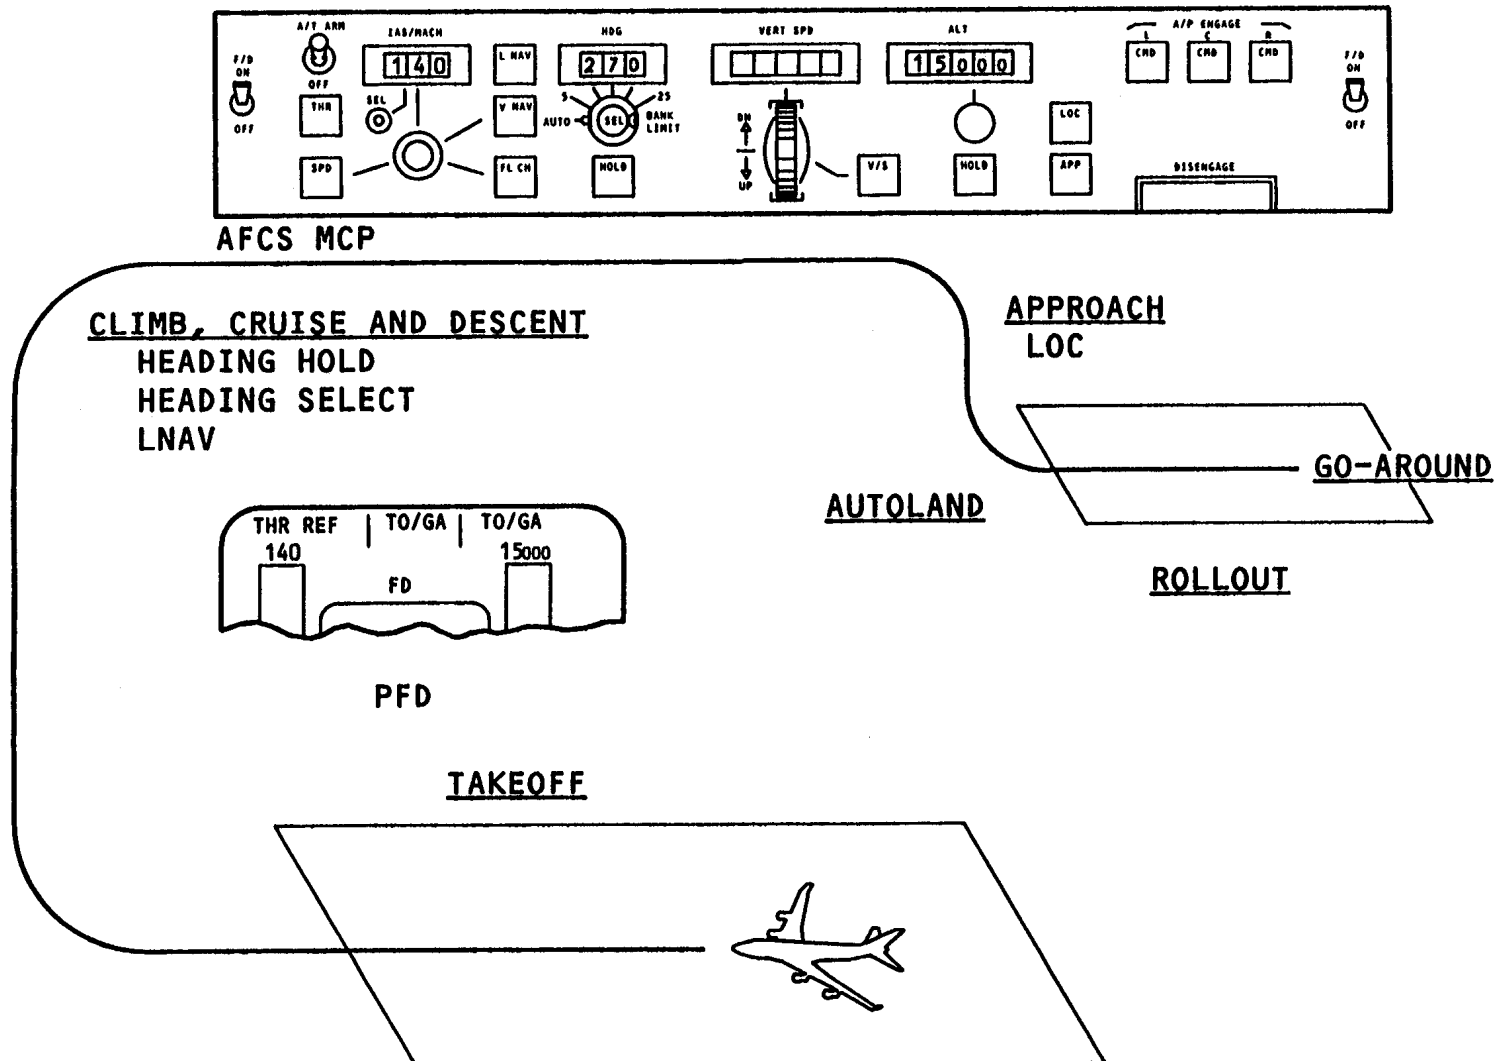 A/T ARM
IAS/MACH
HDG
VERT SPD
ALT
A/P ENGAGE
L C R
F/D
ON
OFF
OFF
140
L NAV
270
15000
CMD CMD CMD
F/D
ON
OFF
THR
SEL
V NAV
5 25
AUTO SEL BANK
LIMIT
DN
UP
LOC
SPD
FL CH
HOLD
V/S
HOLD
APP
DISENGAGE
AFCS MCP
CLIMB, CRUISE AND DESCENT
HEADING HOLD
HEADING SELECT
LNAV
APPROACH
LOC
GO-AROUND
AUTOLAND
ROLLOUT
THR REF | TO/GA | TO/GA
140 15000
FD
PFD
TAKEOFF